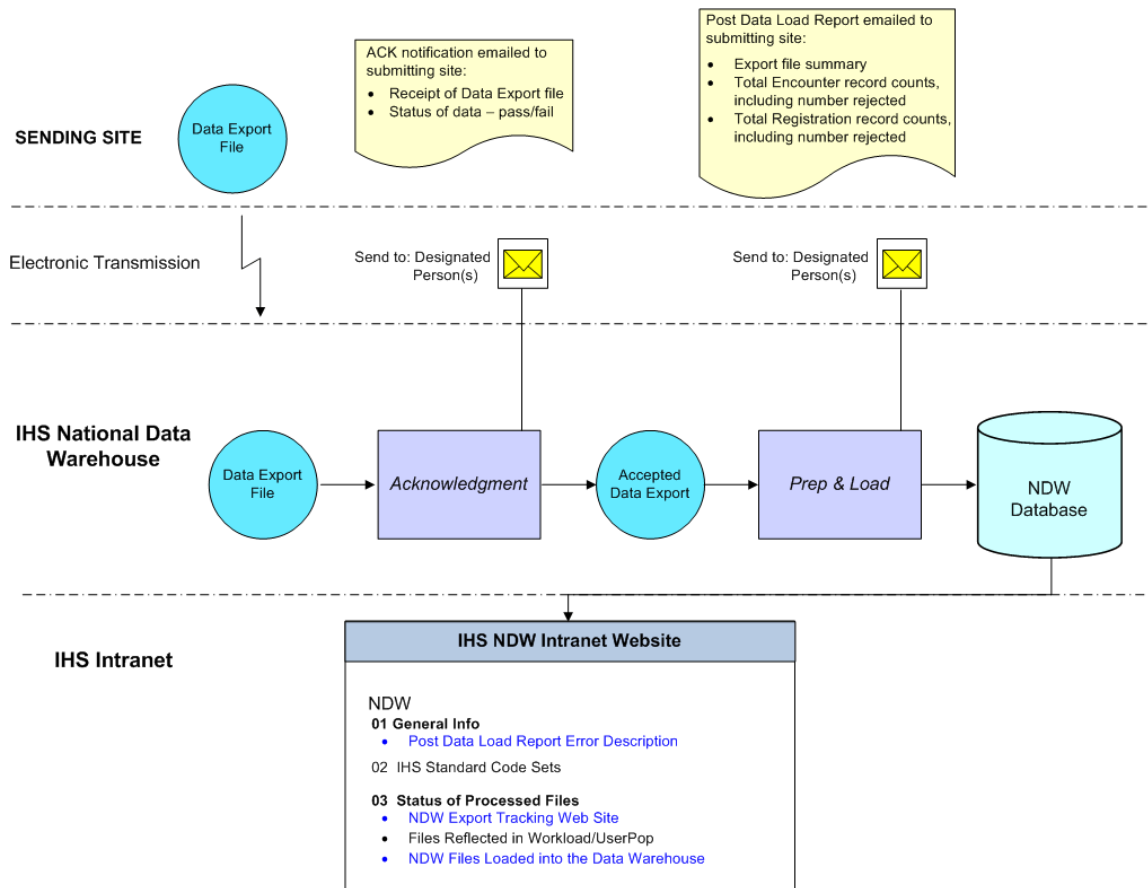 ACK notification emailed to
submitting site:
• Receipt of Data Export file
• Status of data – pass/fail
Post Data Load Report emailed to
submitting site:
• Export file summary
• Total Encounter record counts,
including number rejected
• Total Registration record counts,
including number rejected
SENDING SITE
Data Export
File
Electronic Transmission
Send to: Designated
Person(s)
Send to: Designated
Person(s)
IHS National Data
Warehouse
Data Export
File
Acknowledgment
Accepted
Data Export
Prep & Load
NDW
Database
IHS Intranet
IHS NDW Intranet Website
NDW
01 General Info
• Post Data Load Report Error Description
02 IHS Standard Code Sets
03 Status of Processed Files
• NDW Export Tracking Web Site
• Files Reflected in Workload/UserPop
• NDW Files Loaded into the Data Warehouse